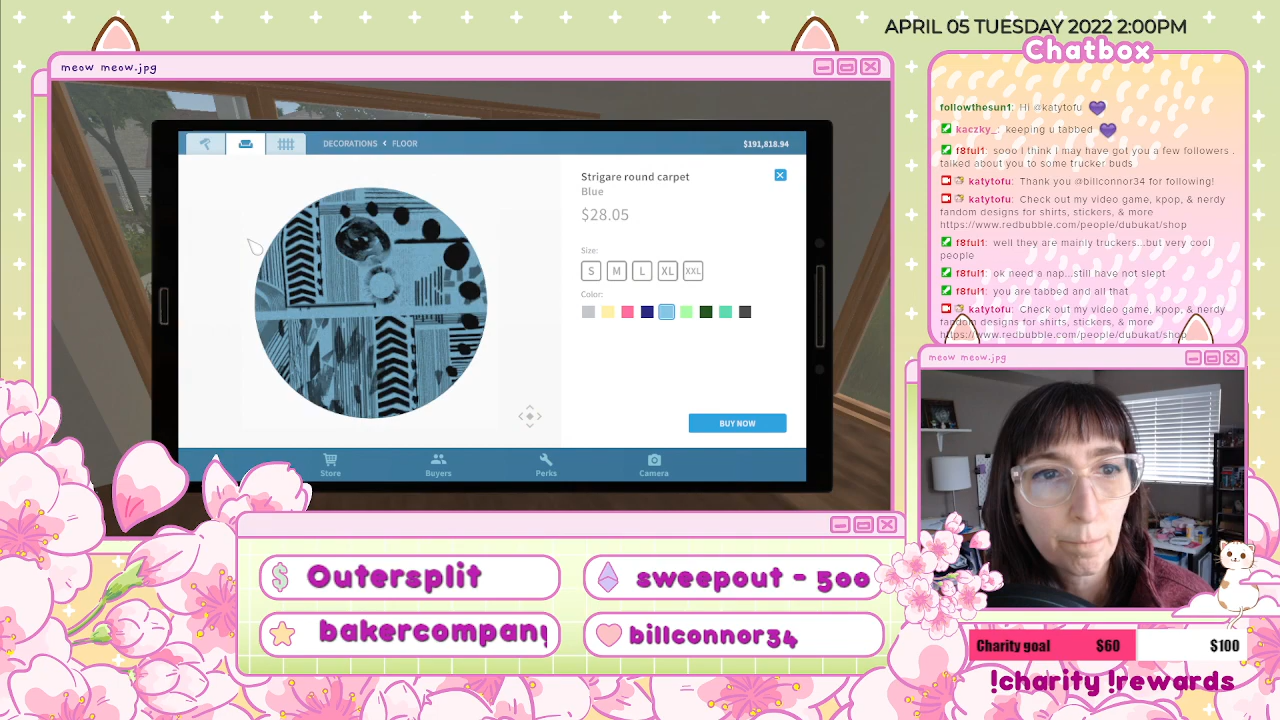 APRIL 05 TUESDAY 2022 2:00PM
meow meow.jpg
Chatbox
followthesun1: Hi @katytofu
kaczky_: keeping u tabbed
f8ful1: sooo I think I may have got you a few followers .
talked about you to some trucker buds
katytofu: Thank you @billconnor34 for following!
katytofu: Check out my video game, kpop, & nerdy
fandom designs for shirts, stickers, & more
https://www.redbubble.com/people/dubukat/shop
f8ful1: well they are mainly truckers...but very cool
people
f8ful1: ok need a nap...still have not slept
f8ful1: you are tabbed and all that
katytofu: Check out my video game, kpop, & nerdy
fandom designs for shirts, stickers, & more
https://www.redbubble.com/people/dubukat/shop
DECORATIONS < FLOOR
$191,818.94
Strigare round carpet
Blue
$28.05
Size:
S M L XL XXL
Color:
BUY NOW
Store
Buyers
Perks
Camera
meow meow.jpg
Outersplit
sweepout - 500
bakercompany
billconnor34
Charity goal $60 $100
!charity !rewards